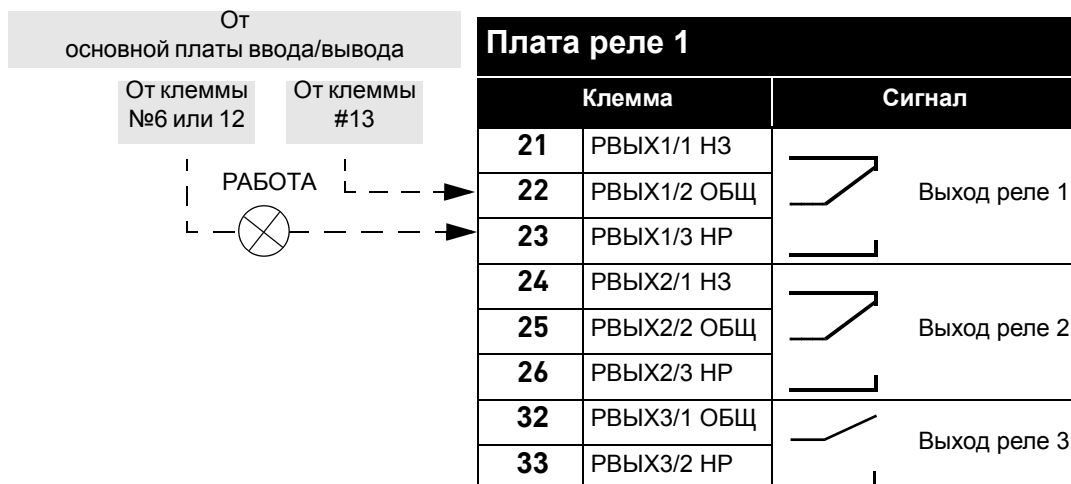 От
основной платы ввода/вывода
От клеммы
№6 или 12
От клеммы
#13
РАБОТА
Плата реле 1
Клемма Сигнал
21 РВЫХ1/1 НЗ
22 РВЫХ1/2 ОБЩ Выход реле 1
23 РВЫХ1/3 НР
24 РВЫХ2/1 НЗ
25 РВЫХ2/2 ОБЩ Выход реле 2
26 РВЫХ2/3 НР
32 РВЫХ3/1 ОБЩ Выход реле 3
33 РВЫХ3/2 НР